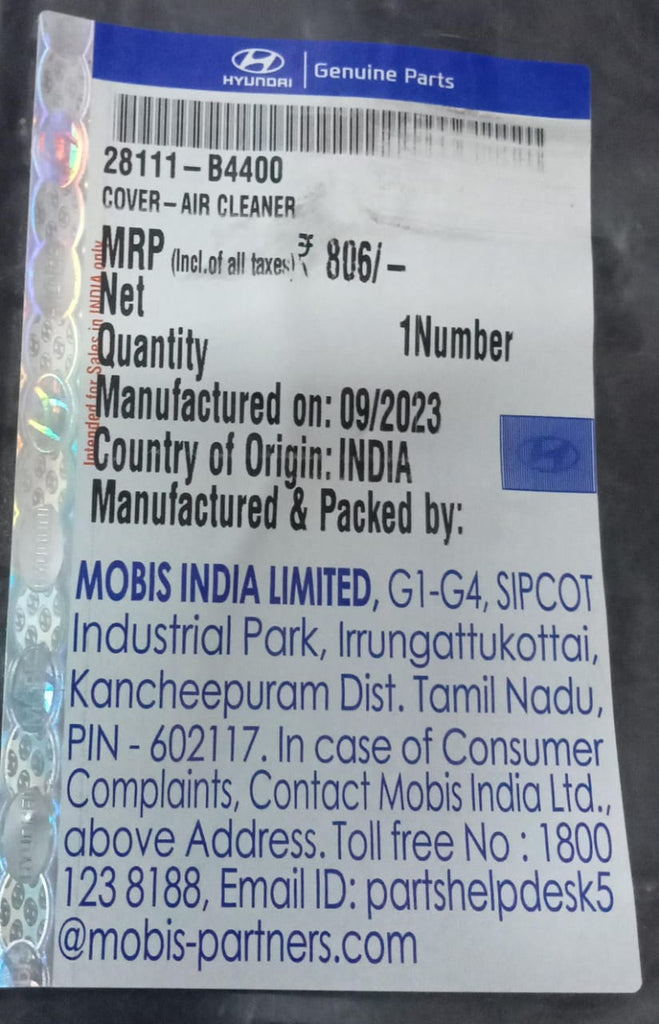 HYUNDAI | Genuine Parts
28111-B4400
COVER-AIR CLEANER
MRP (Incl.of all taxes) ₹ 806/-
Net
Quantity 1Number
Manufactured on: 09/2023
Country of Origin: INDIA
Manufactured & Packed by:
Intended for Sales in INDIA only
MOBIS INDIA LIMITED, G1-G4, SIPCOT
Industrial Park, Irrungattukottai,
Kancheepuram Dist. Tamil Nadu,
PIN - 602117. In case of Consumer
Complaints, Contact Mobis India Ltd.,
above Address. Toll free No : 1800
123 8188, Email ID: partshelpdesk5
@mobis-partners.com